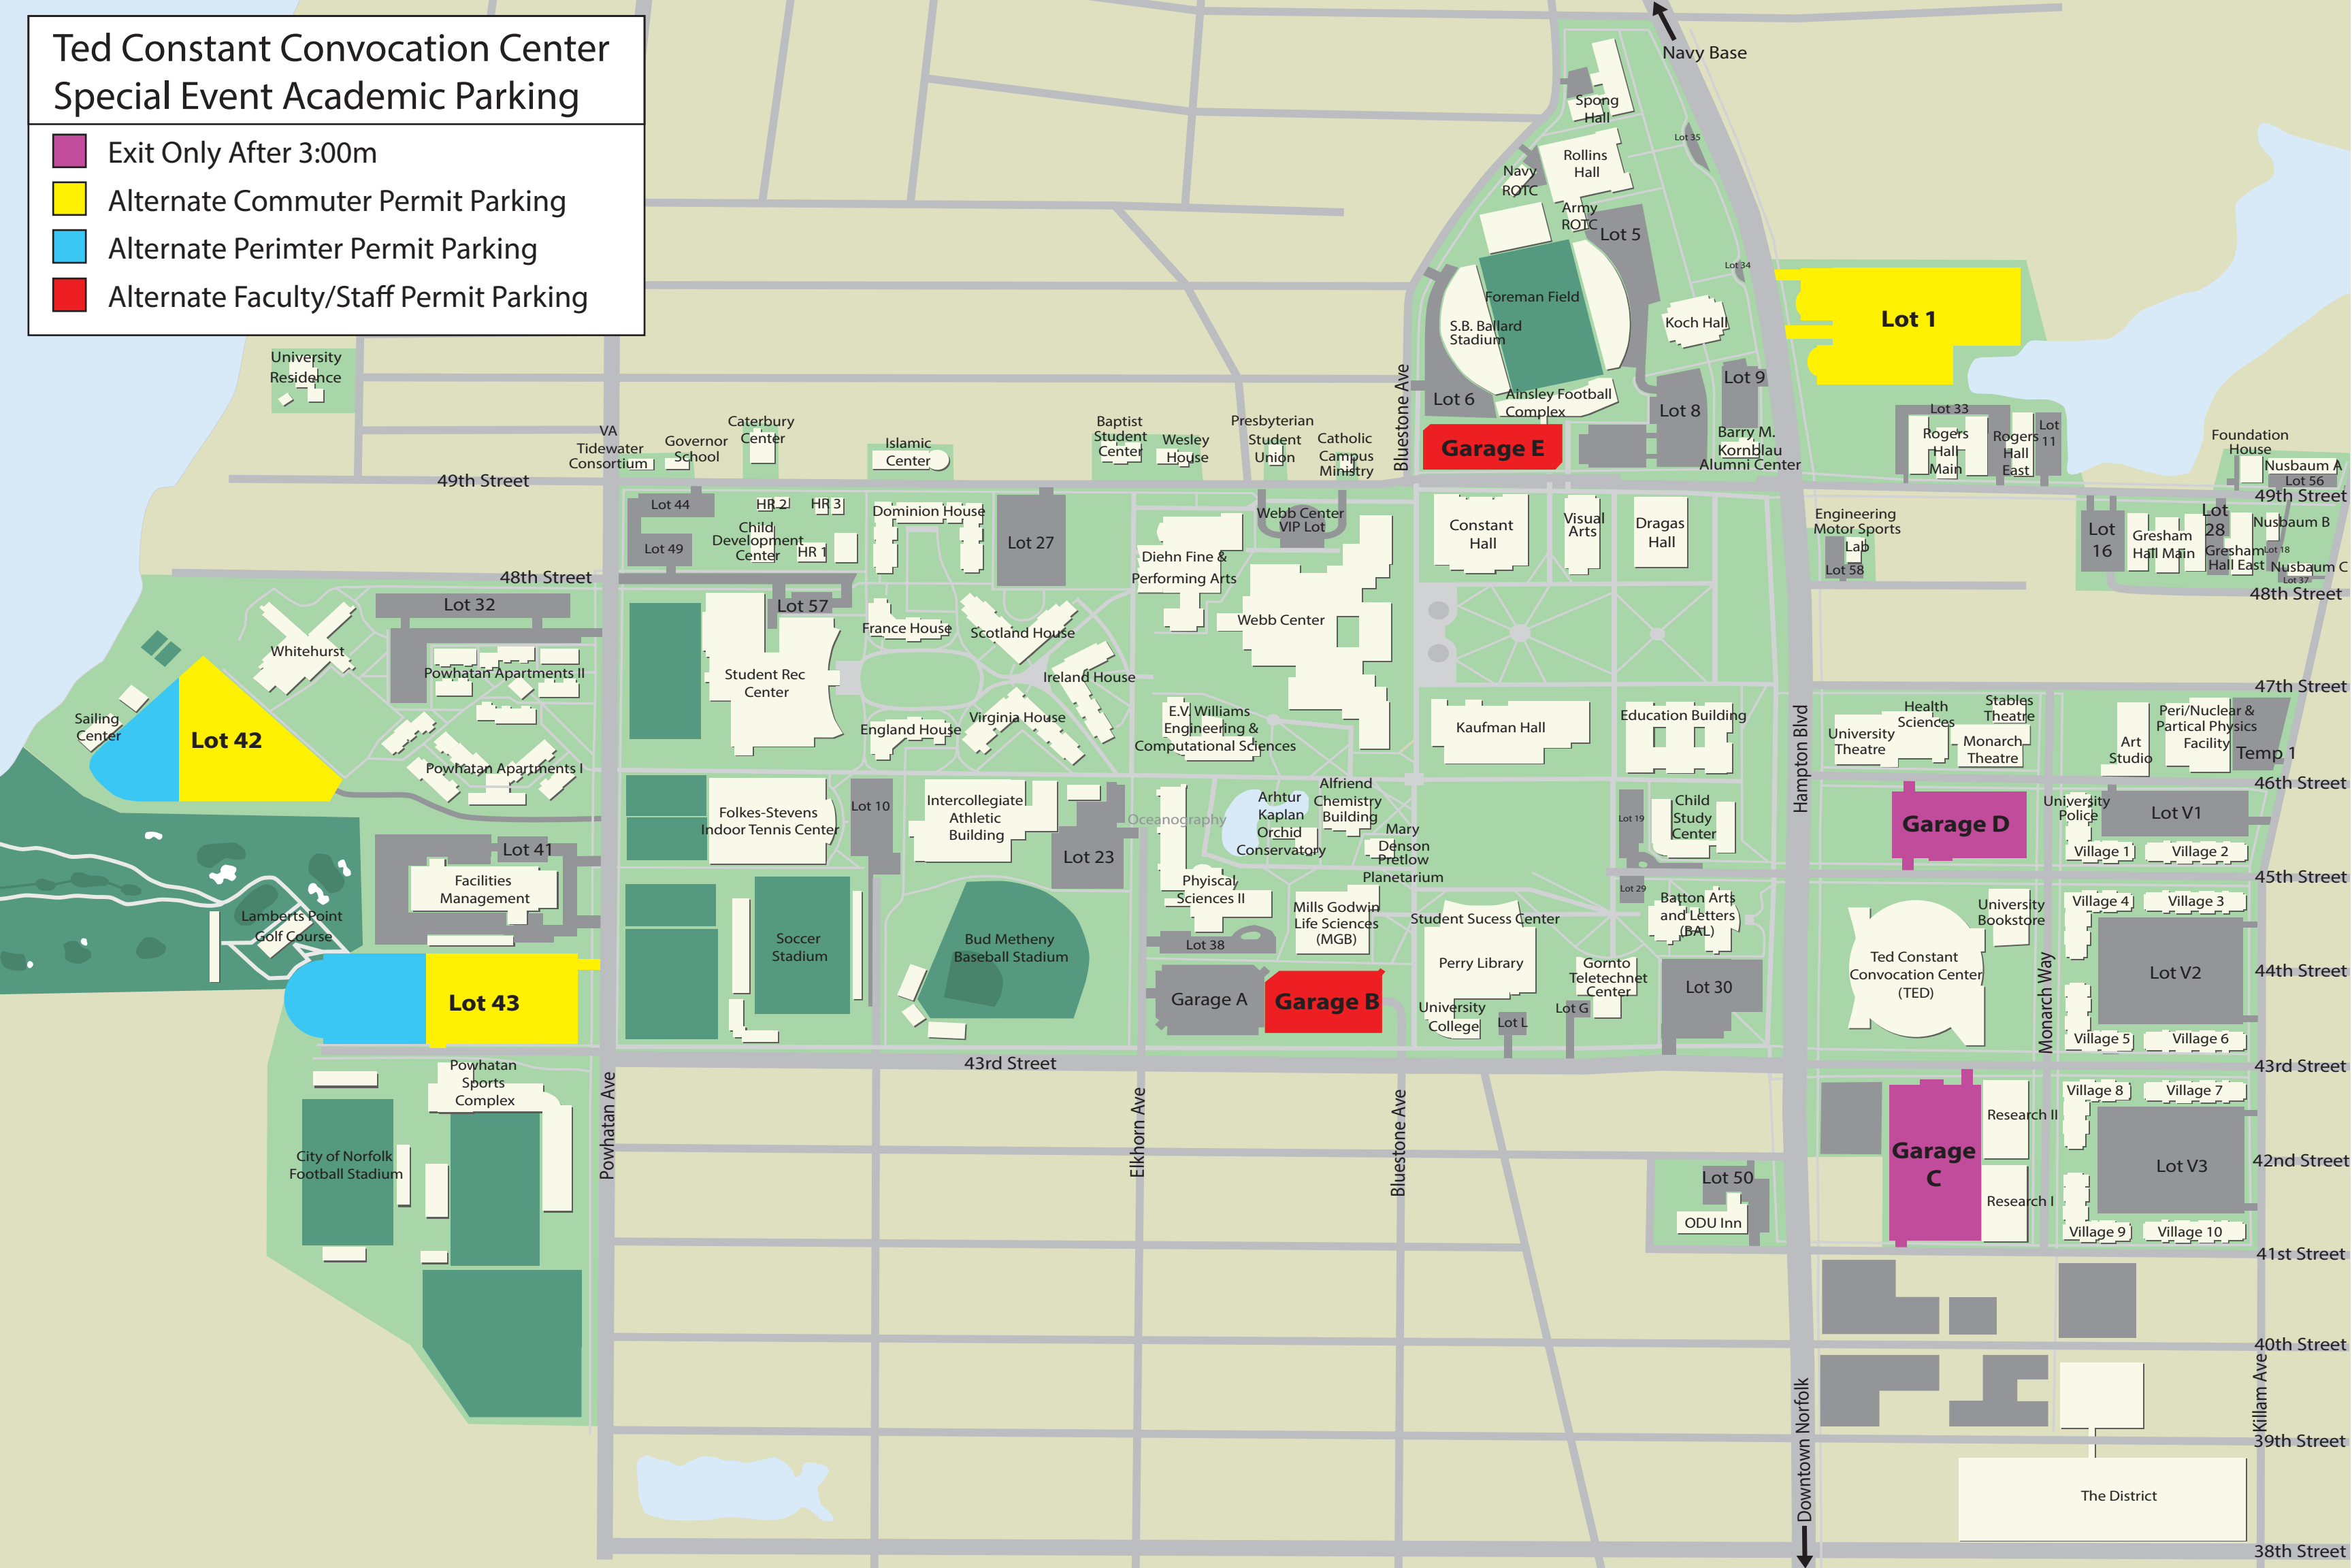 Ted Constant Convocation Center
Special Event Academic Parking
Exit Only After 3:00m
Alternate Commuter Permit Parking
Alternate Perimter Permit Parking
Alternate Faculty/Staff Permit Parking
Navy Base
Spong
Hall
Lot 35
Rollins
Hall
Navy
ROTC
Army
ROTC
Lot 5
Lot 34
Foreman Field
S.B. Ballard
Stadium
Koch Hall
Lot 1
University
Residence
Bluestone Ave
Lot 6
Ainsley Football
Complex
Lot 8
Lot 9
Garage E
Barry M.
Kornblau
Alumni Center
Lot 33
Rogers
Hall
Main
Rogers
Hall
East
Lot
11
Foundation
House
Nusbaum A
Lot 56
49th Street
VA
Tidewater
Consortium
Governor
School
Caterbury
Center
Islamic
Center
Baptist
Student
Center
Wesley
House
Presbyterian
Student
Union
Catholic
Campus
Ministry
49th Street
Lot 44
HR 2
HR 3
Child
Development
Center
HR 1
Lot 49
Dominion House
Lot 27
Webb Center
VIP Lot
Diehn Fine &
Performing Arts
Constant
Hall
Visual
Arts
Dragas
Hall
Engineering
Motor Sports
Lab
Lot 58
Lot
16
Gresham
Hall Main
Lot
28
Gresham
Hall East
Nusbaum B
Lot 18
Nusbaum C
Lot 37
48th Street
48th Street
Lot 32
Lot 57
Whitehurst
Powhatan Apartments II
France House
Scotland House
Webb Center
Student Rec
Center
Ireland House
Sailing
Center
Lot 42
England House
Virginia House
E.V. Williams
Engineering &
Computational Sciences
Kaufman Hall
Education Building
Hampton Blvd
47th Street
Health
Sciences
University
Theatre
Stables
Theatre
Monarch
Theatre
Art
Studio
Peri/Nuclear &
Partical Physics
Facility
Temp 1
46th Street
Powhatan Apartments I
Folkes-Stevens
Indoor Tennis Center
Lot 10
Intercollegiate
Athletic
Building
Lot 23
Oceanography
Arhtur
Kaplan
Orchid
Conservatory
Alfriend
Chemistry
Building
Mary
Denson
Pretlow
Planetarium
Lot 19
Child
Study
Center
Garage D
University
Police
Lot V1
Village 1
Village 2
45th Street
Lot 41
Facilities
Management
Lamberts Point
Golf Course
Phyiscal
Sciences II
Mills Godwin
Life Sciences
(MGB)
Lot 38
Student Sucess Center
Perry Library
Lot 29
Batton Arts
and Letters
(BAL)
Gornto
Teletechnet
Center
Lot 30
Soccer
Stadium
Bud Metheny
Baseball Stadium
Garage A
Garage B
University
College
Lot L
Lot G
Ted Constant
Convocation Center
(TED)
University
Bookstore
Village 4
Village 3
44th Street
Lot V2
Monarch Way
Village 5
Village 6
43rd Street
Lot 43
43rd Street
Powhatan
Sports
Complex
City of Norfolk
Football Stadium
Powhatan Ave
Elkhorn Ave
Bluestone Ave
Village 8
Village 7
Research II
Garage
C
Research I
Lot V3
42nd Street
Village 9
Village 10
41st Street
Lot 50
ODU Inn
40th Street
Killam Ave
39th Street
Downtown Norfolk
The District
38th Street